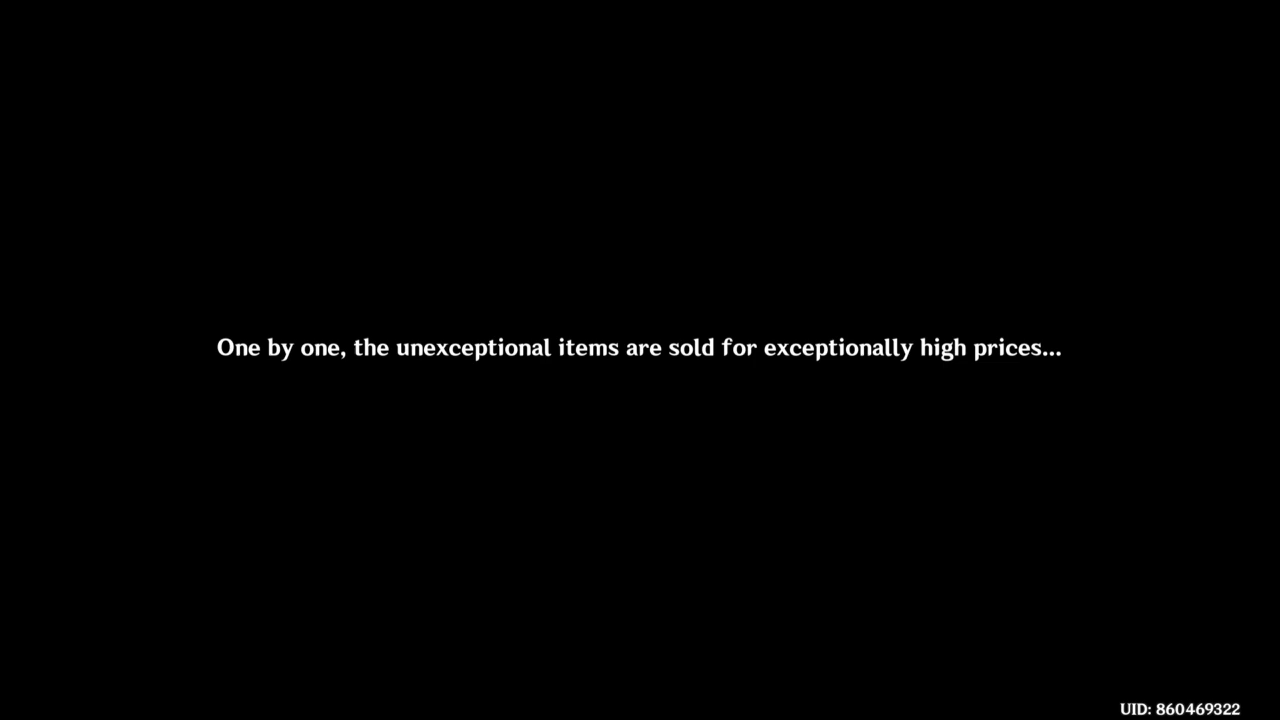 One by one, the unexceptional items are sold for exceptionally high prices...
UID: 860469322